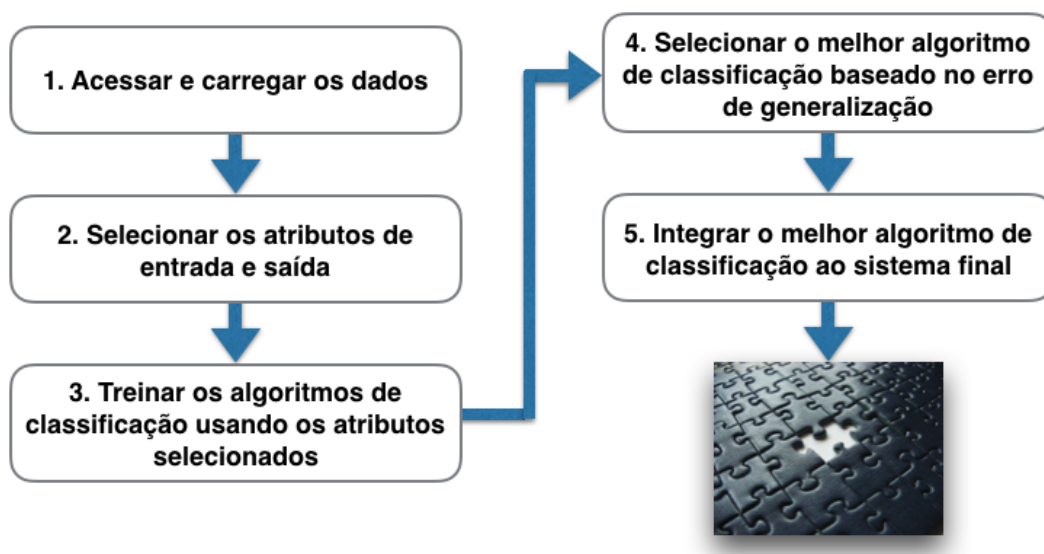 1. Acessar e carregar os dados
2. Selecionar os atributos de
entrada e saída
3. Treinar os algoritmos de
classificação usando os atributos
selecionados
4. Selecionar o melhor algoritmo
de classificação baseado no erro
de generalização
5. Integrar o melhor algoritmo de
classificação ao sistema final